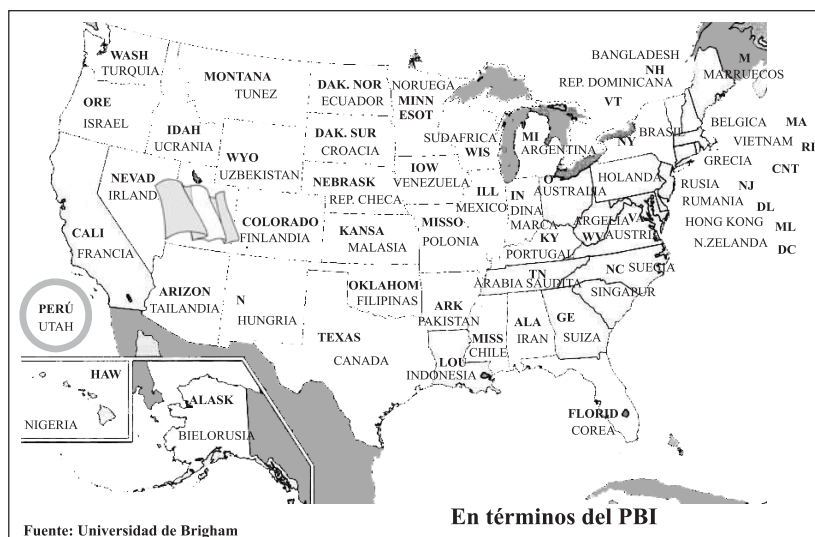 WASH
TURQUIA
MONTANA
TUNEZ
DAK. NOR
ECUADOR
NORUEGA
MINN
ESOT
BANGLADESH
NH
REP. DOMINICANA
VT
M
MARRUECOS
ORE
ISRAEL
IDAH
UCRANIA
DAK. SUR
CROACIA
SUDAFRICA
WIS
MI
ARGENTINA
NY
BRASIL
BELGICA
MA
VIETNAM
RI
GRECIA
CNT
WYO
UZBEKISTAN
NEVAD
IRLAND
NEBRASK
REP. CHECA
IOW
VENEZUELA
ILL
MEXICO
IN
DINA
MARCA
O
AUSTRALIA
HOLANDA
RUSIA
NJ
RUMANIA
DL
HONG KONG
ML
N.ZELANDA
DC
CALI
FRANCIA
COLORADO
FINLANDIA
KANSA
MALASIA
MISSO
POLONIA
KY
PORTUGAL
ARGELIA
WV
VA
AUSTRIA
TN
ARABIA SAUDITA
NC
SUECIA
SINGAPUR
PERÚ
UTAH
ARIZON
TAILANDIA
N
HUNGRIA
OKLAHOM
FILIPINAS
ARK
PAKISTAN
TEXAS
CANADA
LOU
INDONESIA
MISS
CHILE
ALA
IRAN
GE
SUIZA
HAW
NIGERIA
ALASK
BIELORUSIA
FLORID
COREA
En términos del PBI
Fuente: Universidad de Brigham